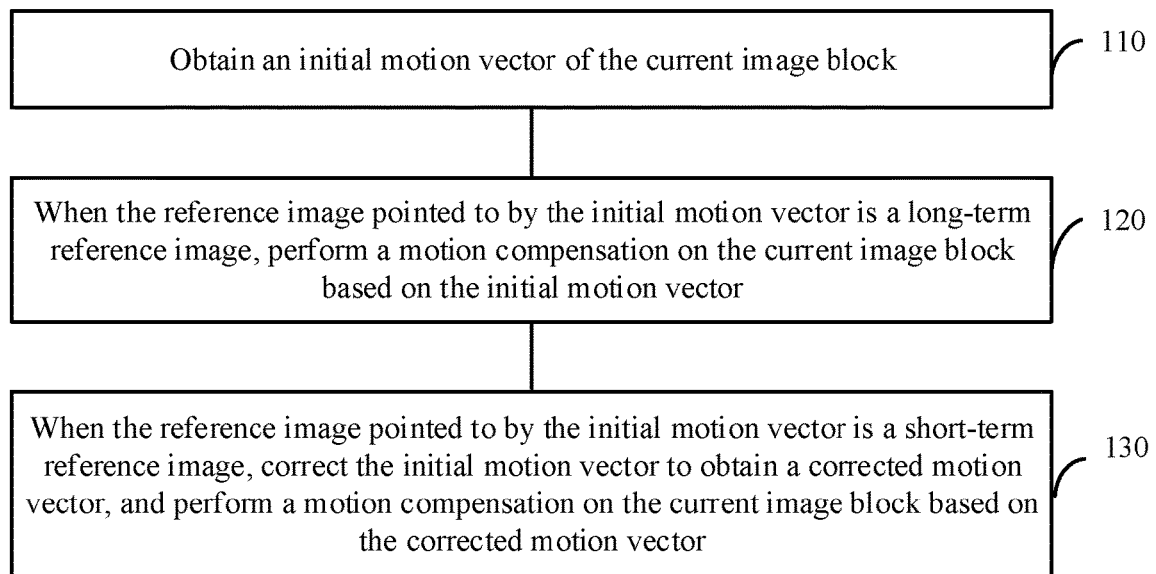 Obtain an initial motion vector of the current image block
110
When the reference image pointed to by the initial motion vector is a long-term
reference image, perform a motion compensation on the current image block
based on the initial motion vector
120
When the reference image pointed to by the initial motion vector is a short-term
reference image, correct the initial motion vector to obtain a corrected motion
vector, and perform a motion compensation on the current image block based on
the corrected motion vector
130